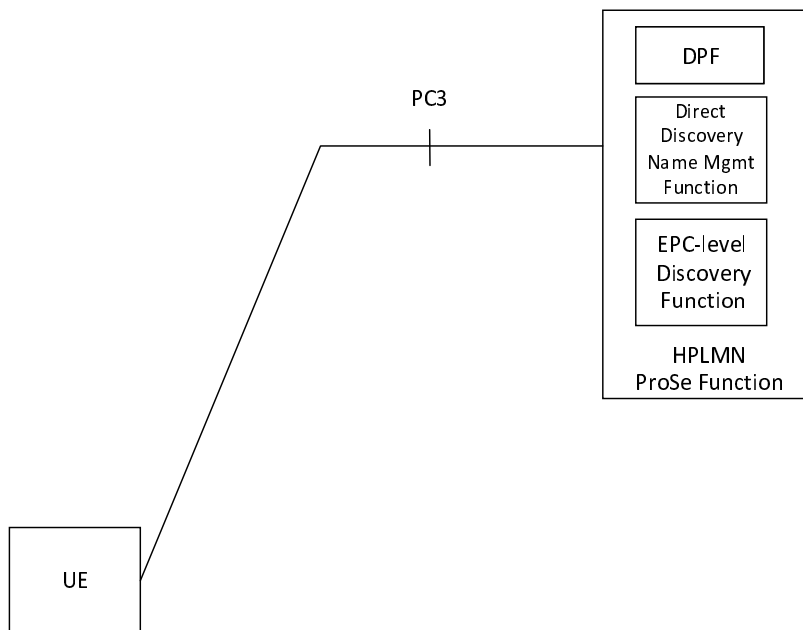 DPF
PC3
Direct
Discovery
Name Mgmt
Function
EPC-level
Discovery
Function
HPLMN
ProSe Function
UE